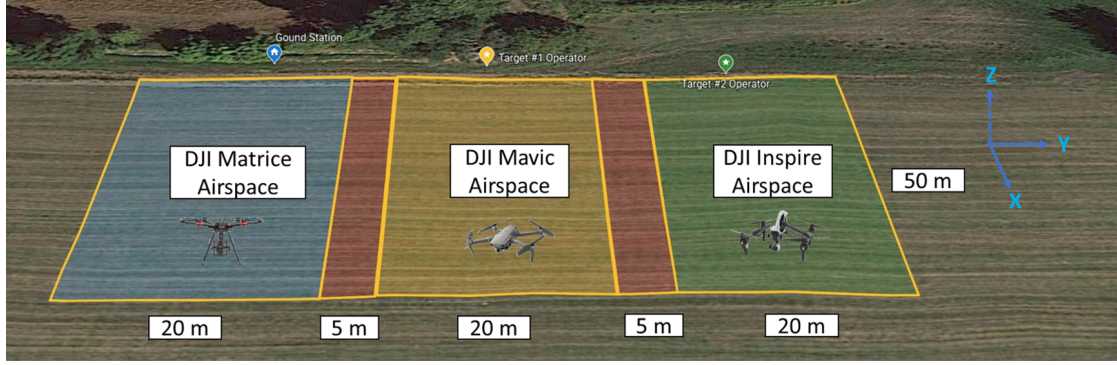 Gound Station
Target #1 Operator
Target #2 Operator
Z
Y
X
DJI Matrice
Airspace
DJI Mavic
Airspace
DJI Inspire
Airspace
50 m
20 m
5 m
20 m
5 m
20 m